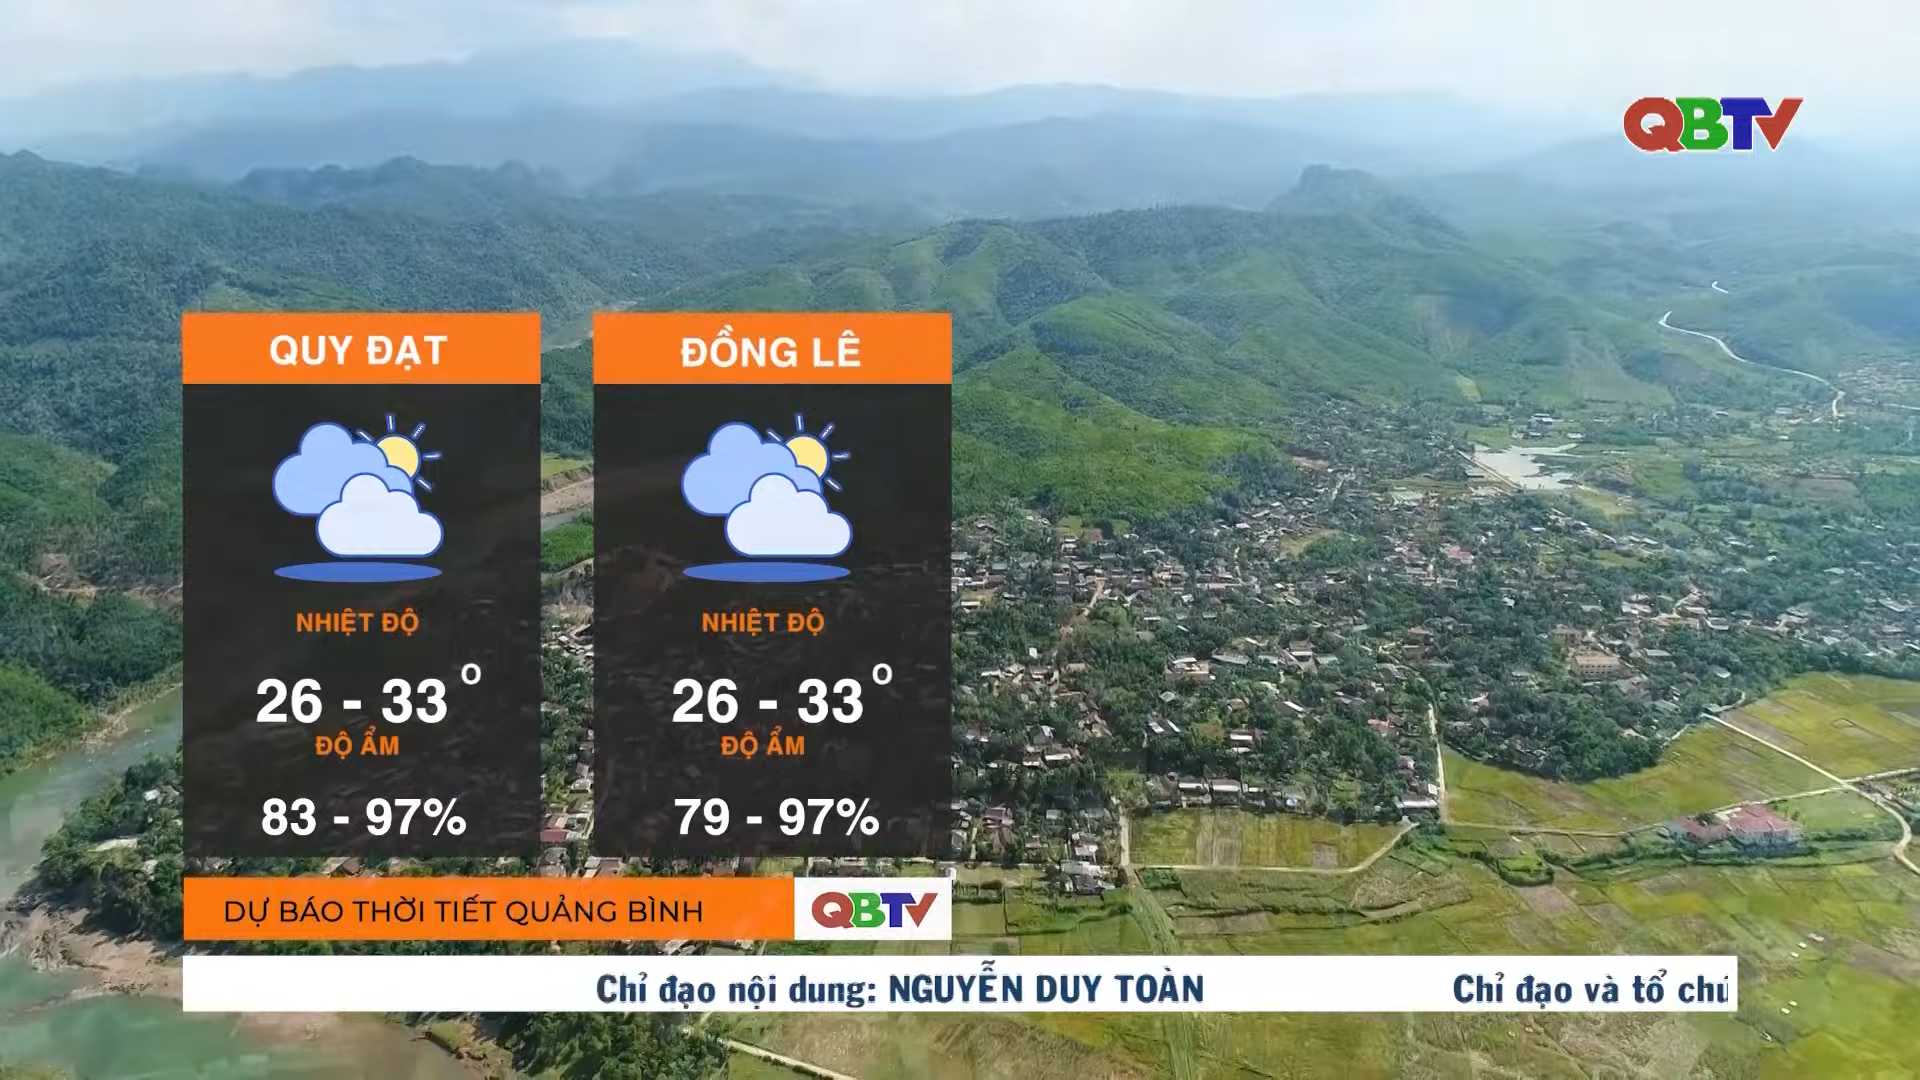 QBTV
QUY ĐẠT
NHIỆT ĐỘ
26 - 33°
ĐỘ ẨM
83 - 97%
ĐỒNG LÊ
NHIỆT ĐỘ
26 - 33°
ĐỘ ẨM
79 - 97%
DỰ BÁO THỜI TIẾT QUẢNG BÌNH
QBTV
Chỉ đạo nội dung: NGUYỄN DUY TOÀN
Chỉ đạo và tổ chú